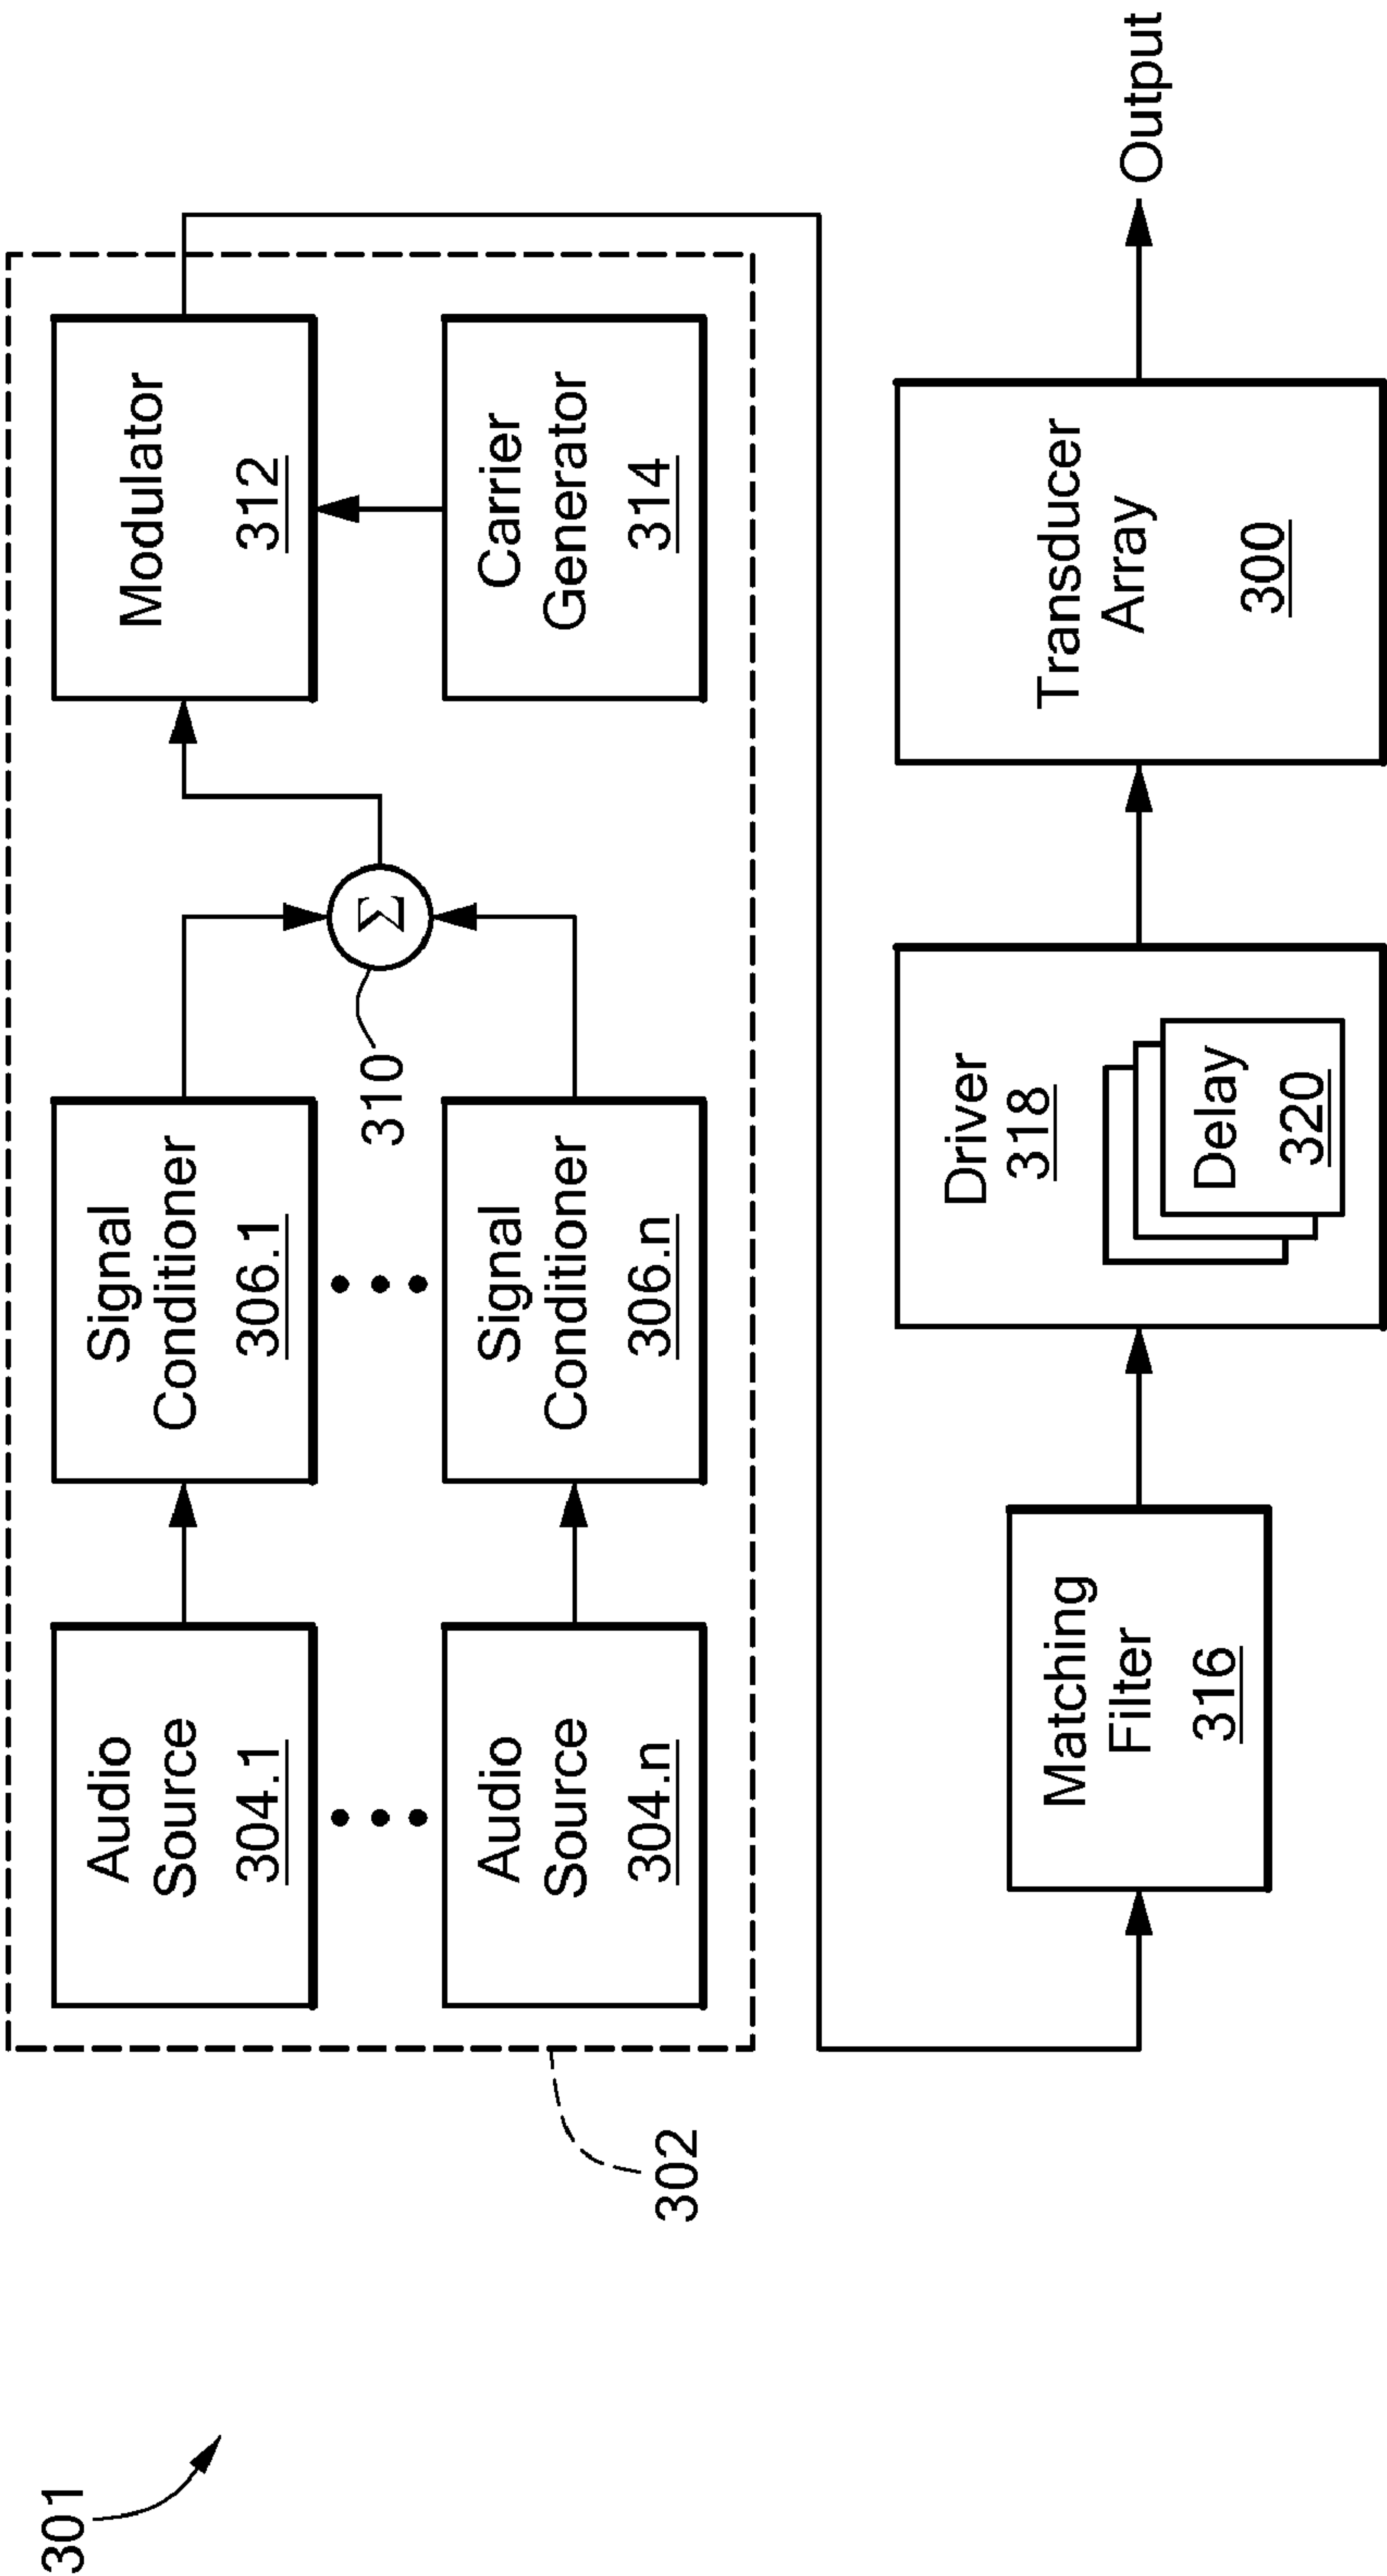 301
302
Audio
Source
304.1
Signal
Conditioner
306.1
Modulator
312
310
Σ
Audio
Source
304.n
Signal
Conditioner
306.n
Carrier
Generator
314
Matching
Filter
316
Driver
318
Delay
320
Transducer
Array
300
Output